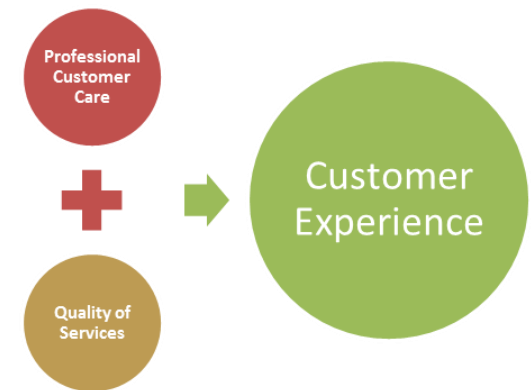 Professional
Customer
Care
Quality of
Services
Customer
Experience